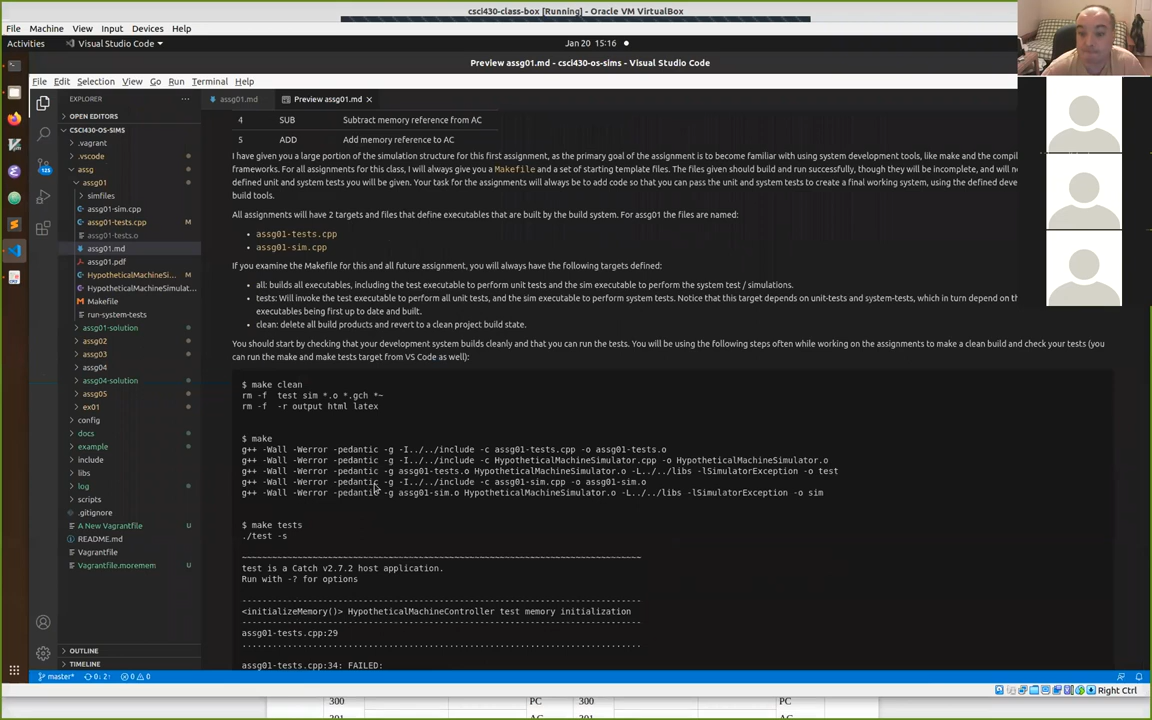 csci430-class-box [Running] - Oracle VM VirtualBox
File Machine View Input Devices Help
Activities Visual Studio Code Jan 20 15:16
Preview assg01.md - csci430-os-sims - Visual Studio Code
File Edit Selection View Go Run Terminal Help
EXPLORER ... assg01.md Preview assg01.md
OPEN EDITORS
CSCI430-OS-SIMS
.vagrant
.vscode
assg
assg01
simfiles
assg01-sim.cpp
assg01-tests.cpp M
assg01-tests.o
assg01.md
assg01.pdf
HypotheticalMachineSi... M
HypotheticalMachineSimulat...
Makefile
run-system-tests
assg01-solution
assg02
assg03
assg04
assg04-solution
assg05
ex01
config
docs
example
include
libs
log
scripts
.gitignore
A New Vagrantfile U
README.md
Vagrantfile
Vagrantfile.moremem U
OUTLINE
TIMELINE
4 SUB Subtract memory reference from AC
5 ADD Add memory reference to AC
I have given you a large portion of the simulation structure for this first assignment, as the primary goal of the assignment is to become familiar with using system development tools, like make and the compil
frameworks. For all assignments for this class, I will always give you a Makefile and a set of starting template files. The files given should build and run successfully, though they will be incomplete, and will n
defined unit and system tests you will be given. Your task for the assignments will always be to add code so that you can pass the unit and system tests to create a final working system, using the defined deve
build tools.
All assignments will have 2 targets and files that define executables that are built by the build system. For assg01 the files are named:
• assg01-tests.cpp
• assg01-sim.cpp
If you examine the Makefile for this and all future assignment, you will always have the following targets defined:
• all: builds all executables, including the test executable to perform unit tests and the sim executable to perform the system test / simulations.
• tests: Will invoke the test executable to perform all unit tests, and the sim executable to perform system tests. Notice that this target depends on unit-tests and system-tests, which in turn depend on th
executables being first up to date and built.
• clean: delete all build products and revert to a clean project build state.
You should start by checking that your development system builds cleanly and that you can run the tests. You will be using the following steps often while working on the assignments to make a clean build and check your tests (you
can run the make and make tests target from VS Code as well):
$ make clean
rm -f test sim *.o *.gch *~
rm -f -r output html latex
$ make
g++ -Wall -Werror -pedantic -g -I../../include -c assg01-tests.cpp -o assg01-tests.o
g++ -Wall -Werror -pedantic -g -I../../include -c HypotheticalMachineSimulator.cpp -o HypotheticalMachineSimulator.o
g++ -Wall -Werror -pedantic -g assg01-tests.o HypotheticalMachineSimulator.o -L../../libs -lSimulatorException -o test
g++ -Wall -Werror -pedantic -g -I../../include -c assg01-sim.cpp -o assg01-sim.o
g++ -Wall -Werror -pedantic -g assg01-sim.o HypotheticalMachineSimulator.o -L../../libs -lSimulatorException -o sim
$ make tests
./test -s
~~~~~~~~~~~~~~~~~~~~~~~~~~~~~~~~~~~~~~~~~~~~~~~~~~~~~~~~~~~~~~~~~~~~~~~~~~~~~~~
test is a Catch v2.7.2 host application.
Run with -? for options
-------------------------------------------------------------------------------
<initializeMemory()> HypotheticalMachineController test memory initialization
-------------------------------------------------------------------------------
assg01-tests.cpp:29
...............................................................................
assg01-tests.cpp:34: FAILED:
master* 0↓ 2↑ 0 0
Right Ctrl
300 PC 300 PC
301 AC 301 AC